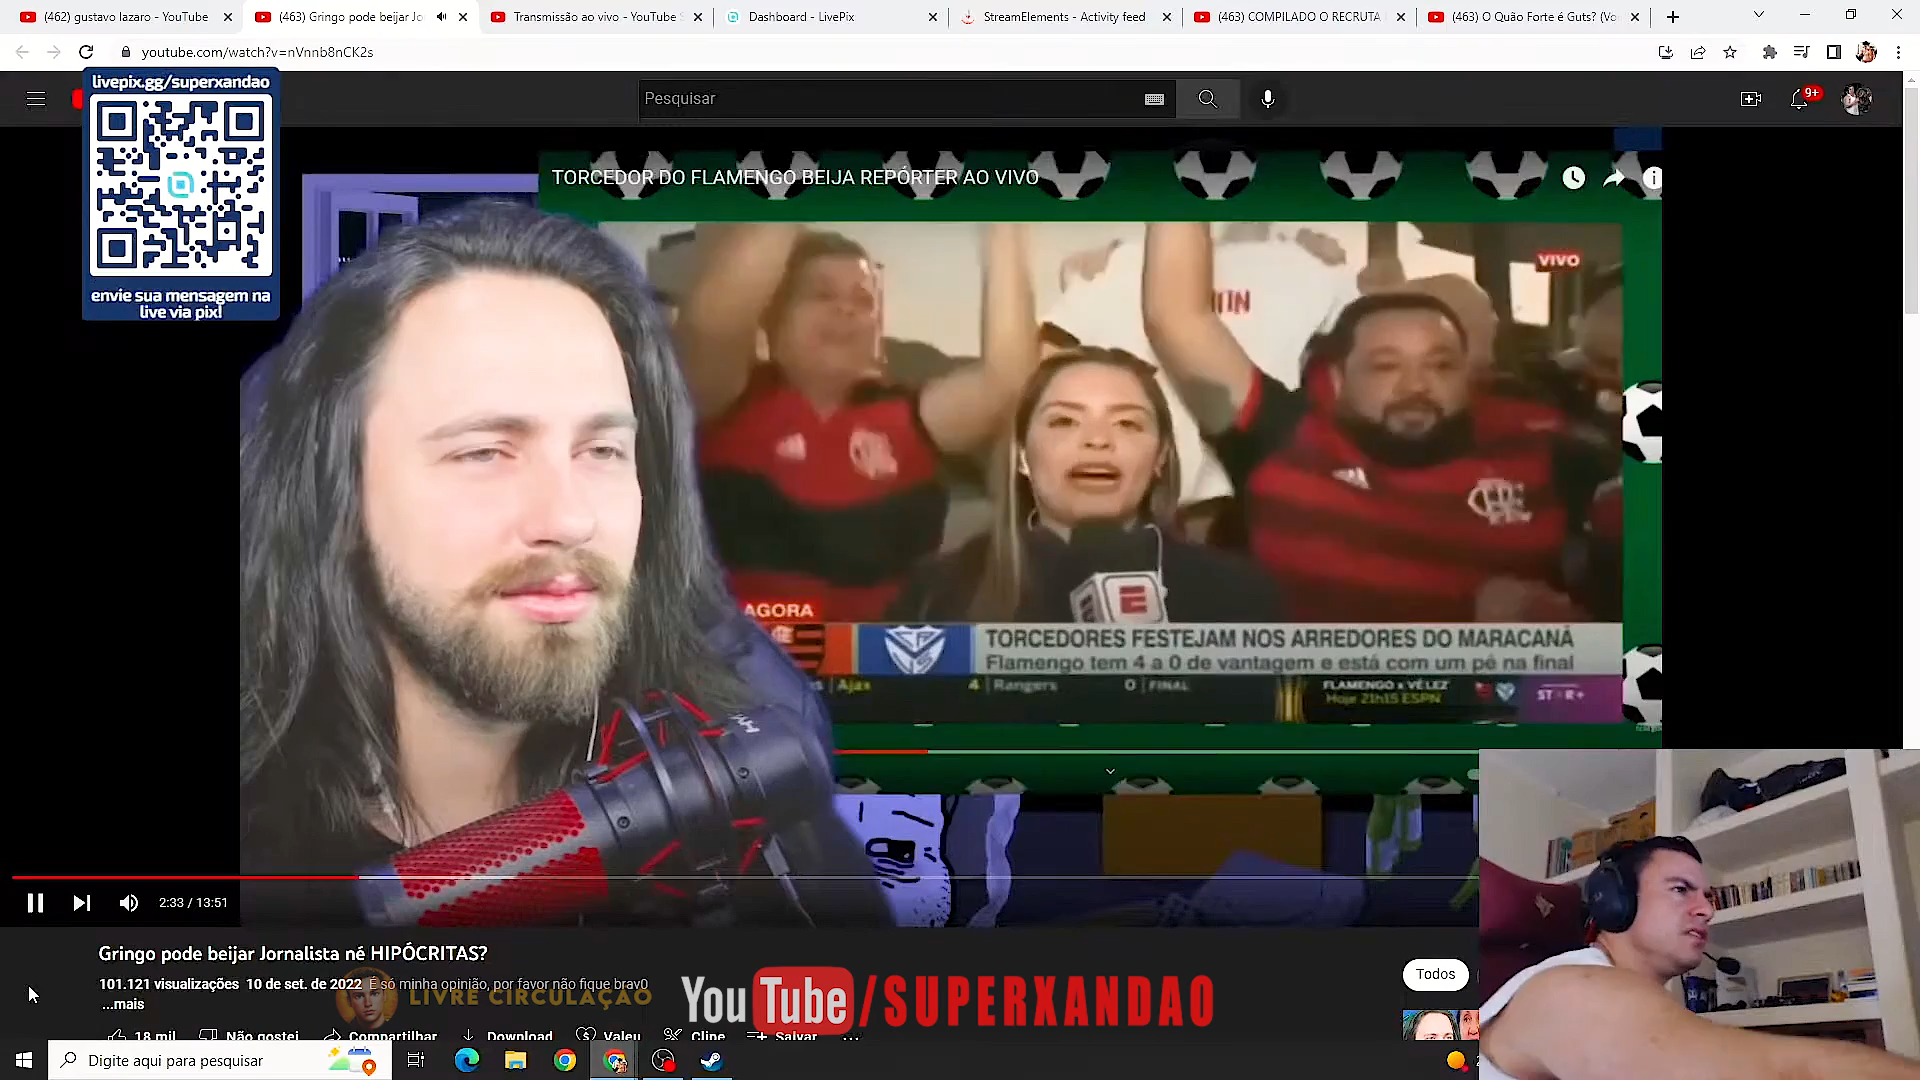 (462) gustavo lazaro - YouTube
(463) Gringo pode beijar Jo
Transmissão ao vivo - YouTube S
Dashboard - LivePix
StreamElements - Activity feed
(463) COMPILADO O RECRUTA
(463) O Quão Forte é Guts? (Vo
youtube.com/watch?v=nVnnb8nCK2s
livepix.gg/superxandao
envie sua mensagem na
live via pix!
Pesquisar
9+
TORCEDOR DO FLAMENGO BEIJA REPÓRTER AO VIVO
VIVO
AGORA
TORCEDORES FESTEJAM NOS ARREDORES DO MARACANÃ
Flamengo tem 4 a 0 de vantagem e está com um pé na final
Ajax
4 Rangers
0 FINAL
FLAMENGO x VÉLEZ
Hoje 21h15 ESPN
ST R+
2:33 / 13:51
Gringo pode beijar Jornalista né HIPÓCRITAS?
101.121 visualizações 10 de set. de 2022 É só minha opinião, por favor não fique brav0
...mais
LIVRE CIRCULAÇÃO
YouTube/SUPERXANDAO
Todos
18 mil
Não gostei
Compartilhar
Download
Valeu
Clipe
Salvar
Digite aqui para pesquisar